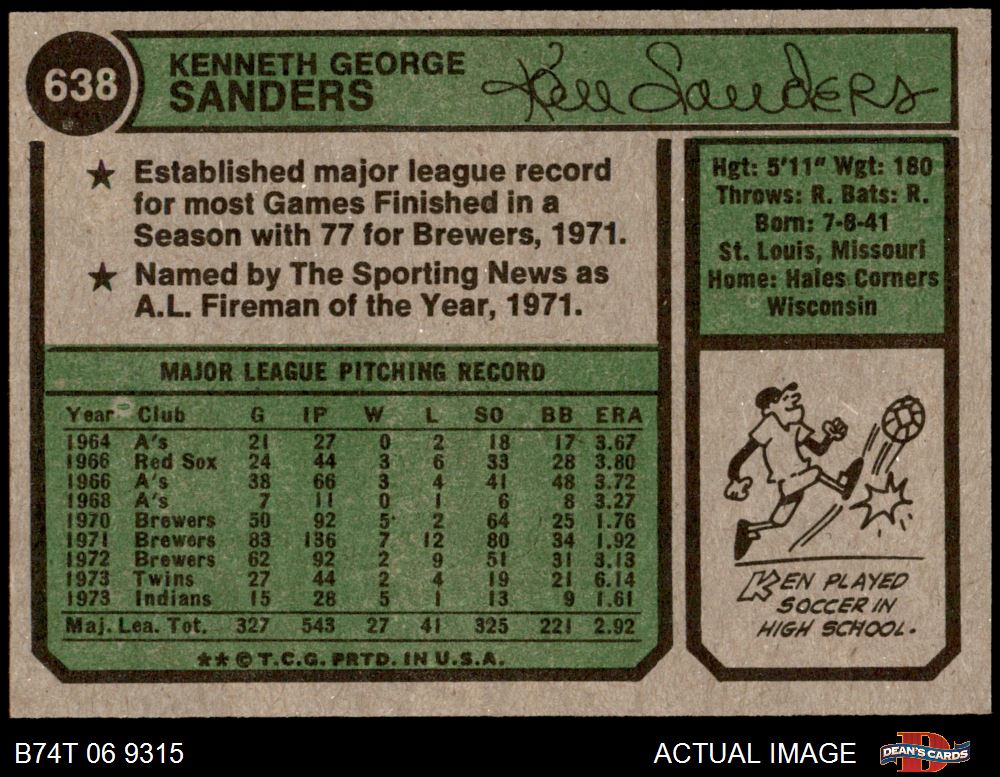 638
KENNETH GEORGE
SANDERS
Ken Sanders
★ Established major league record
for most Games Finished in a
Season with 77 for Brewers, 1971.
★ Named by The Sporting News as
A.L. Fireman of the Year, 1971.
Hgt: 5'11" Wgt: 180
Throws: R. Bats: R.
Born: 7-8-41
St. Louis, Missouri
Home: Hales Corners
Wisconsin
MAJOR LEAGUE PITCHING RECORD
Year Club G IP W L SO BB ERA
1964 A's 21 27 0 2 18 17 3.67
1966 Red Sox 24 44 3 6 33 28 3.80
1966 A's 38 66 3 4 41 48 3.72
1968 A's 7 11 0 1 6 8 3.27
1970 Brewers 50 92 5 2 64 25 1.76
1971 Brewers 83 136 7 12 80 34 1.92
1972 Brewers 62 92 2 9 51 31 3.13
1973 Twins 27 44 2 4 19 21 6.14
1973 Indians 15 28 5 1 13 9 1.61
Maj. Lea. Tot. 327 543 27 41 325 221 2.92
** © T.C.G. PRTD. IN U.S.A.
KEN PLAYED
SOCCER IN
HIGH SCHOOL.
B74T 06 9315
ACTUAL IMAGE
DEAN'S CARDS